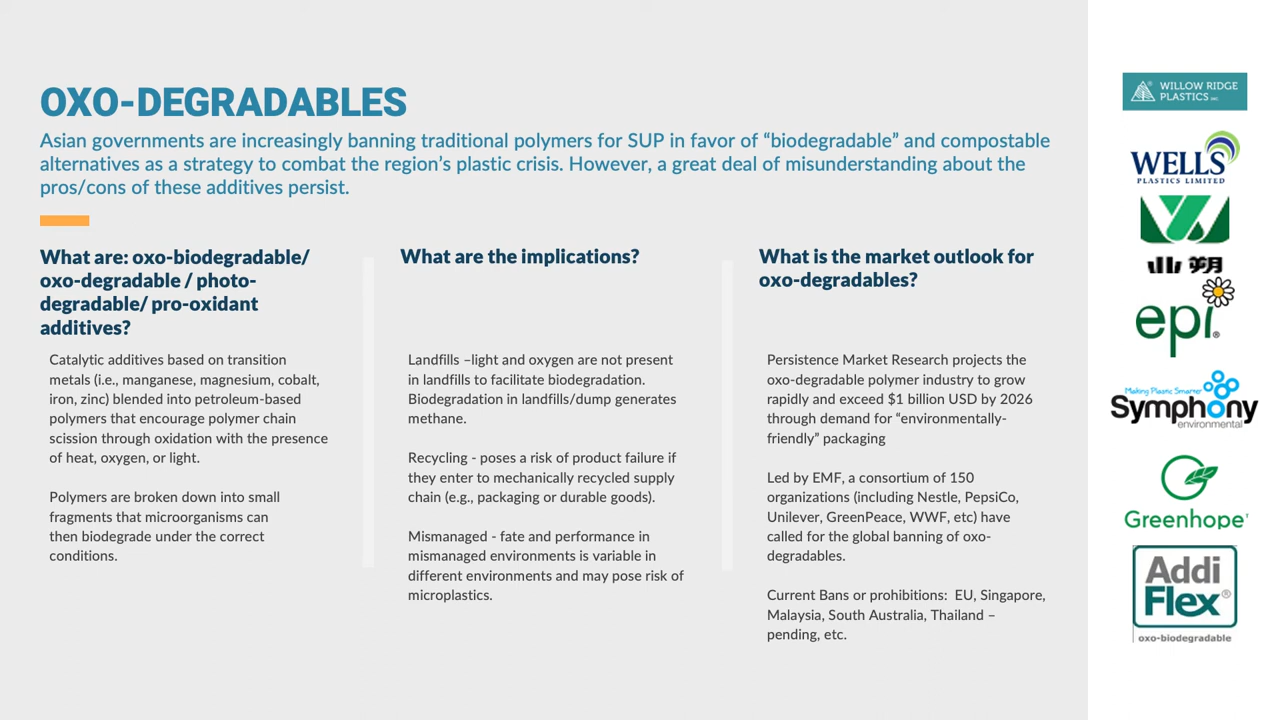 OXO-DEGRADABLES
Asian governments are increasingly banning traditional polymers for SUP in favor of “biodegradable” and compostable
alternatives as a strategy to combat the region’s plastic crisis. However, a great deal of misunderstanding about the
pros/cons of these additives persist.
What are: oxo-biodegradable/
oxo-degradable / photo-
degradable/ pro-oxidant
additives?
Catalytic additives based on transition
metals (i.e., manganese, magnesium, cobalt,
iron, zinc) blended into petroleum-based
polymers that encourage polymer chain
scission through oxidation with the presence
of heat, oxygen, or light.
Polymers are broken down into small
fragments that microorganisms can
then biodegrade under the correct
conditions.
What are the implications?
Landfills –light and oxygen are not present
in landfills to facilitate biodegradation.
Biodegradation in landfills/dump generates
methane.
Recycling - poses a risk of product failure if
they enter to mechanically recycled supply
chain (e.g., packaging or durable goods).
Mismanaged - fate and performance in
mismanaged environments is variable in
different environments and may pose risk of
microplastics.
What is the market outlook for
oxo-degradables?
Persistence Market Research projects the
oxo-degradable polymer industry to grow
rapidly and exceed $1 billion USD by 2026
through demand for “environmentally-
friendly” packaging
Led by EMF, a consortium of 150
organizations (including Nestle, PepsiCo,
Unilever, GreenPeace, WWF, etc) have
called for the global banning of oxo-
degradables.
Current Bans or prohibitions:  EU, Singapore,
Malaysia, South Australia, Thailand –
pending, etc.
WILLOW RIDGE
PLASTICS INC.
WELLS
PLASTICS LIMITED
epi®
Making Plastic Smarter
Symphony
environmental
Greenhope
Addi
Flex®
oxo-biodegradable